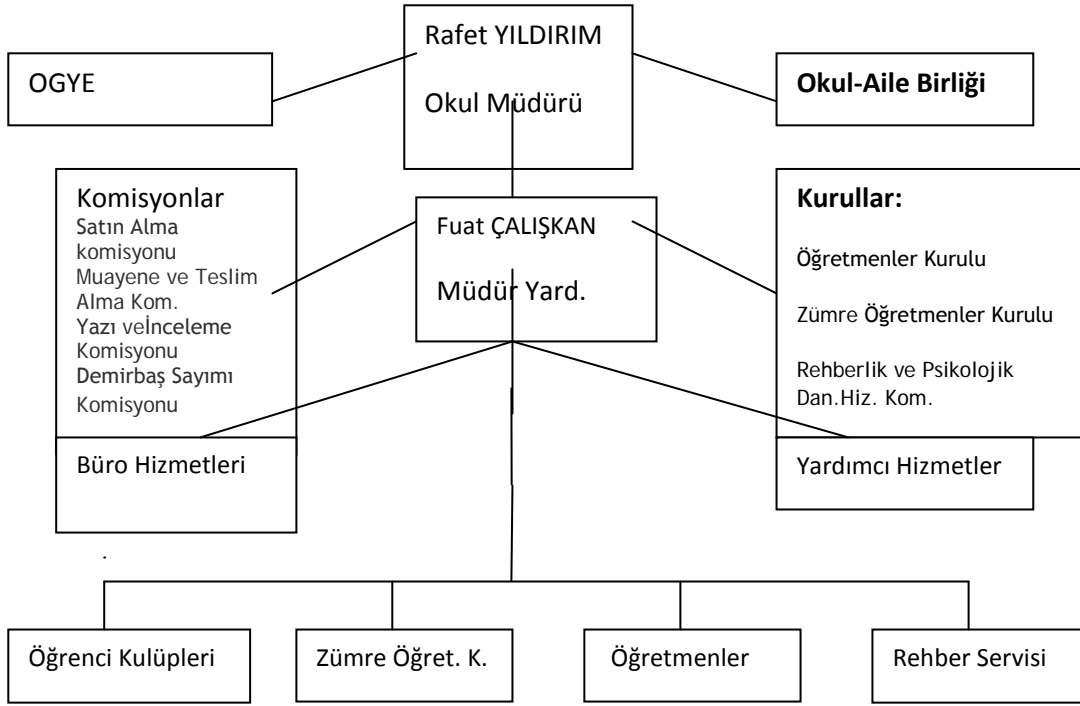 Rafet YILDIRIM
Okul Müdürü
OGYE
Okul-Aile Birliği
Komisyonlar
Satın Alma
komisyonu
Muayene ve Teslim
Alma Kom.
Yazı veİnceleme
Komisyonu
Demirbaş Sayımı
Komisyonu
Fuat ÇALIŞKAN
Müdür Yard.
Kurullar:
Öğretmenler Kurulu
Zümre Öğretmenler Kurulu
Rehberlik ve Psikolojik
Dan.Hiz. Kom.
Büro Hizmetleri
Yardımcı Hizmetler
.
Öğrenci Kulüpleri
Zümre Öğret. K.
Öğretmenler
Rehber Servisi